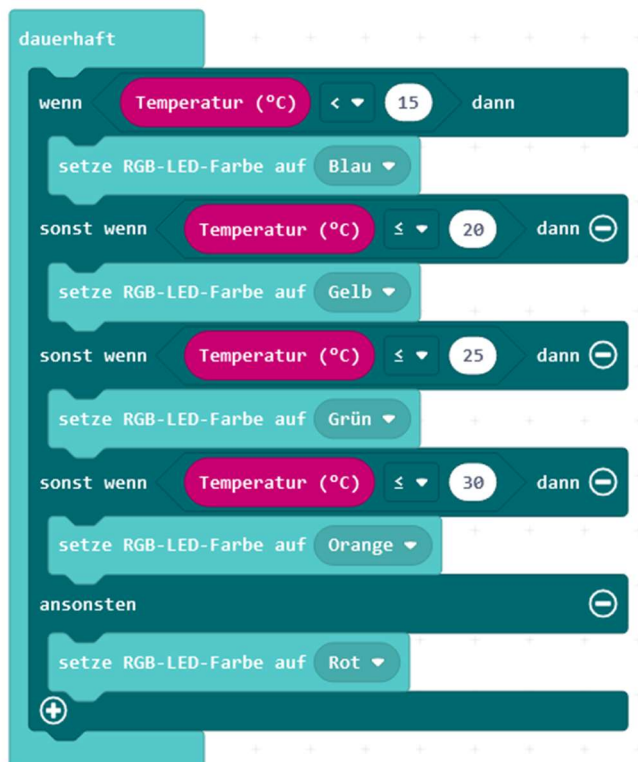 dauerhaft
wenn Temperatur (°C) < 15 dann
setze RGB-LED-Farbe auf Blau
sonst wenn Temperatur (°C) ≤ 20 dann
setze RGB-LED-Farbe auf Gelb
sonst wenn Temperatur (°C) ≤ 25 dann
setze RGB-LED-Farbe auf Grün
sonst wenn Temperatur (°C) ≤ 30 dann
setze RGB-LED-Farbe auf Orange
ansonsten
setze RGB-LED-Farbe auf Rot